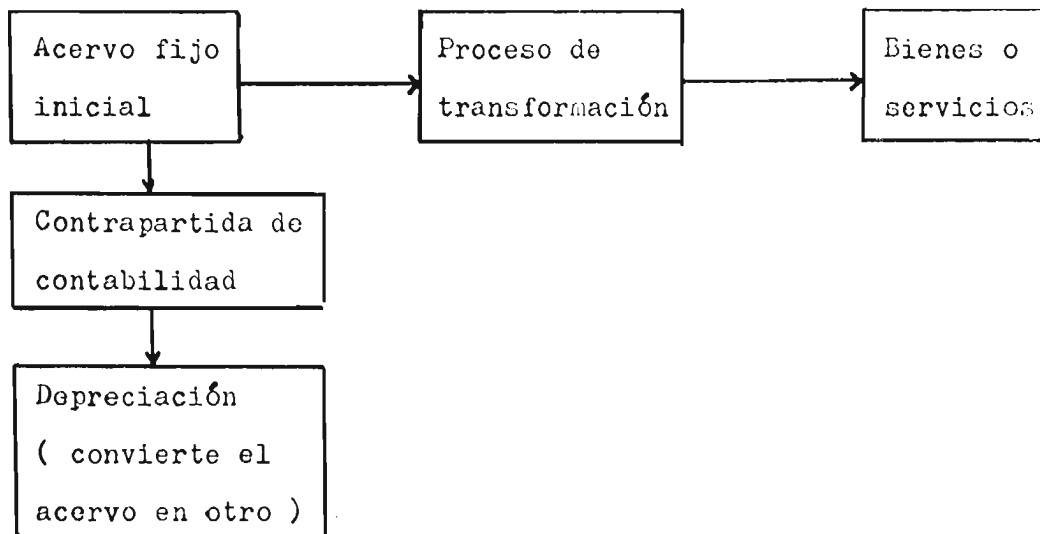 Acervo fijo
inicial
Proceso de
transformación
Bienes o
servicios
Contrapartida de
contabilidad
Depreciación
( convierte el
acervo en otro )